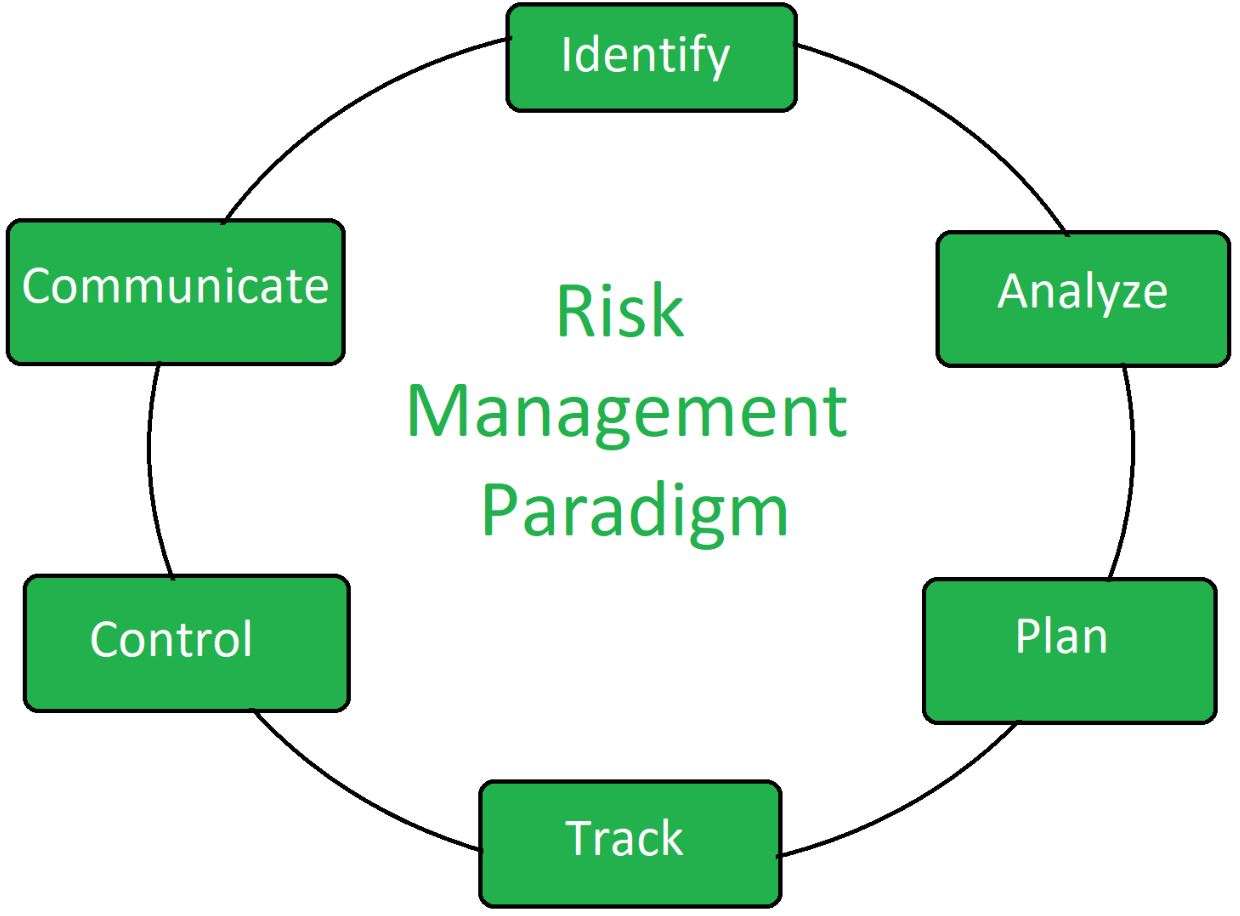 Identify
Communicate
Analyze
Risk
Management
Paradigm
Control
Plan
Track